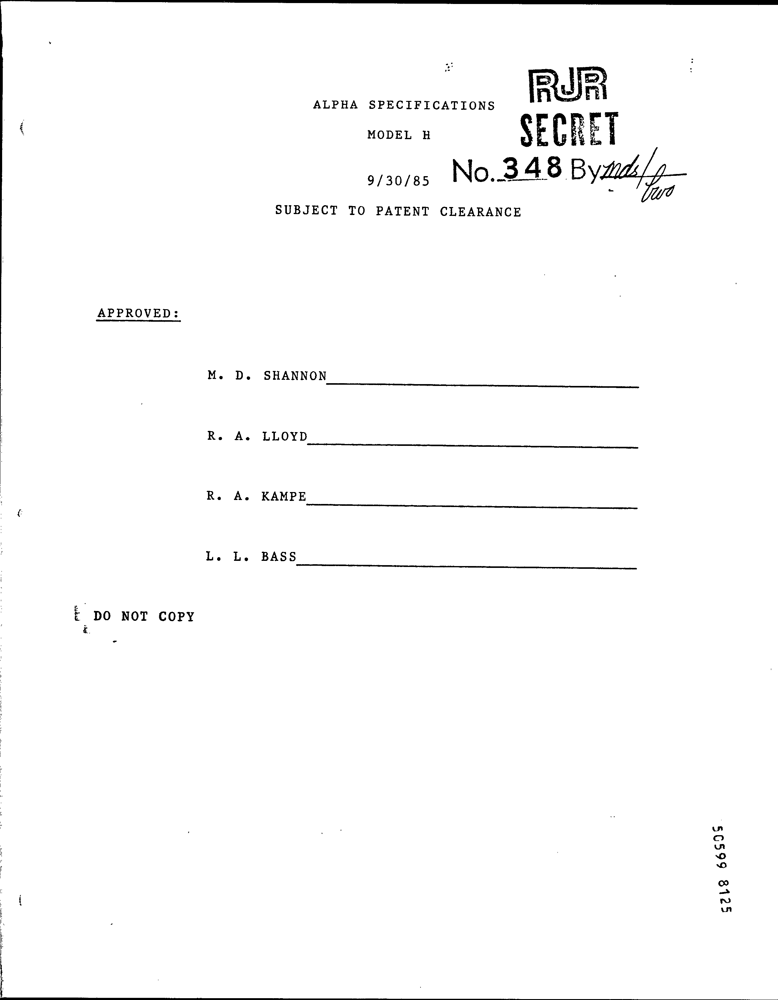 RJR
ALPHA SPECIFICATIONS
SECRET
MODEL H
No. 348 By mds/
9/30/85
SUBJECT TO PATENT CLEARANCE
APPROVED:
M. D. SHANNON
R. A. LLOYD
R. A. KAMPE
L. L. BASS
DO NOT COPY
50599 8125